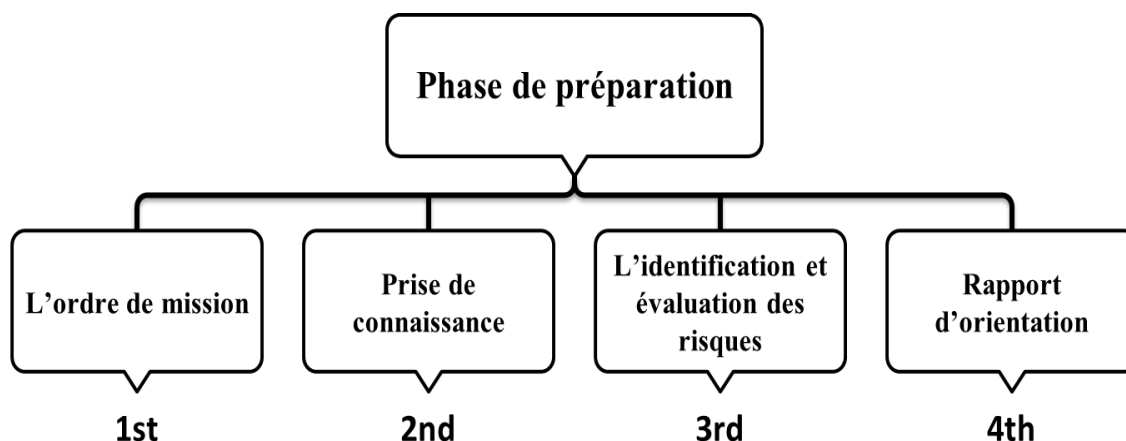 Phase de préparation
L’ordre de mission
Prise de
connaissance
L’identification et
évaluation des
risques
Rapport
d’orientation
1st
2nd
3rd
4th